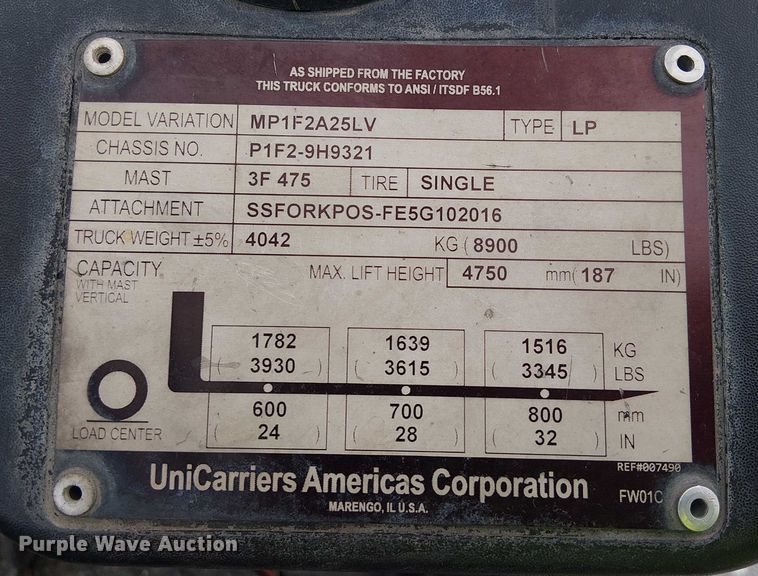 AS SHIPPED FROM THE FACTORY
THIS TRUCK CONFORMS TO ANSI / ITSDF B56.1
MODEL VARIATION MP1F2A25LV TYPE LP
CHASSIS NO. P1F2-9H9321
MAST 3F 475 TIRE SINGLE
ATTACHMENT SSFORKPOS-FE5G102016
TRUCK WEIGHT ±5% 4042 KG ( 8900 LBS)
CAPACITY MAX. LIFT HEIGHT 4750 mm ( 187 IN)
WITH MAST
VERTICAL
1782 1639 1516 KG
( 3930 ) ( 3615 ) ( 3345 ) LBS
600 700 800 mm
LOAD CENTER ( 24 ) ( 28 ) ( 32 ) IN
REF#007490
UniCarriers Americas Corporation FW01C
MARENGO, IL U.S.A.
Purple Wave Auction